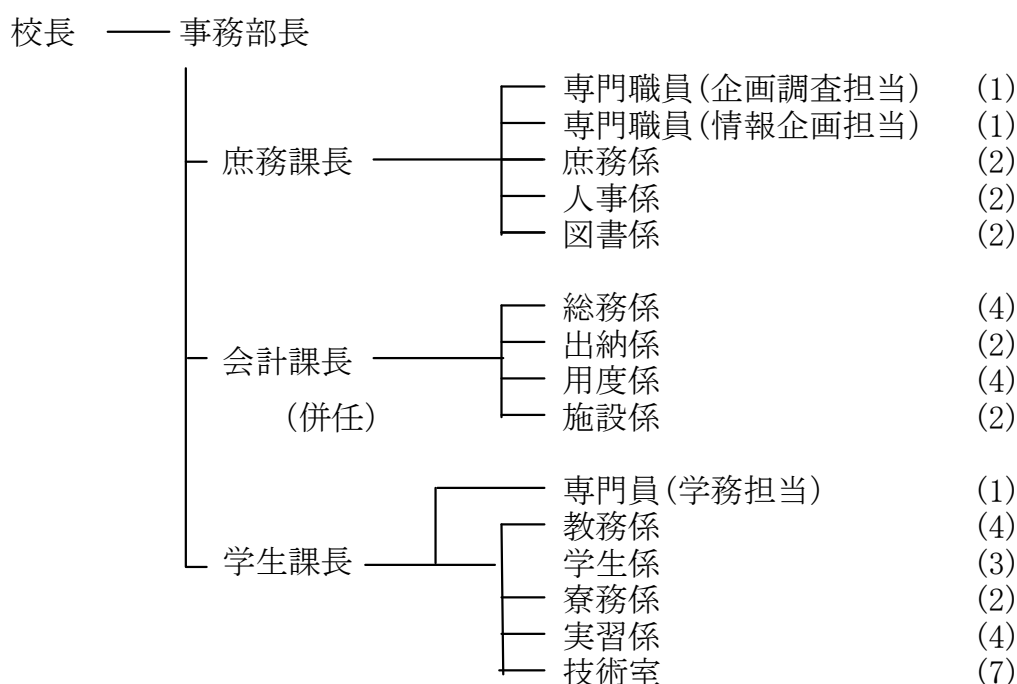 校長 事務部長
専門職員(企画調査担当) (1)
専門職員(情報企画担当) (1)
庶務課長 庶務係 (2)
人事係 (2)
図書係 (2)
総務係 (4)
出納係 (2)
会計課長 用度係 (4)
(併任) 施設係 (2)
専門員(学務担当) (1)
教務係 (4)
学生課長 学生係 (3)
寮務係 (2)
実習係 (4)
技術室 (7)